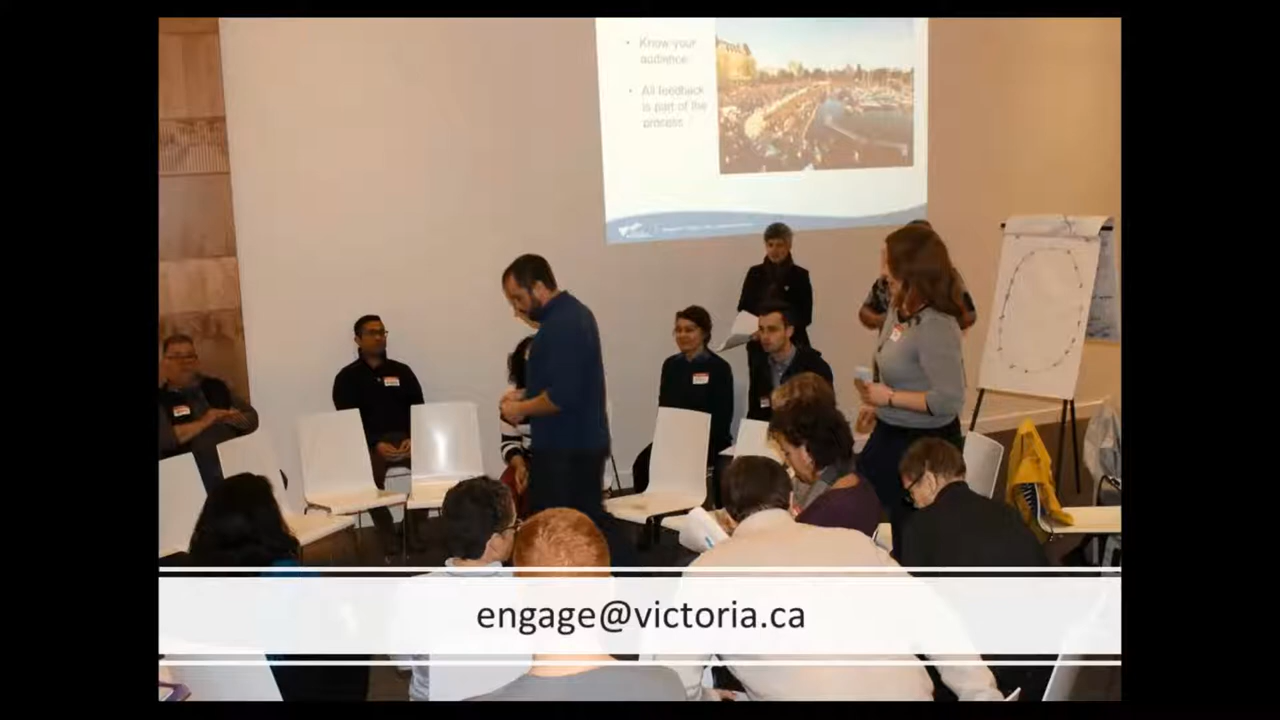 • Know your
audience
• All feedback
is part of the
process
engage@victoria.ca